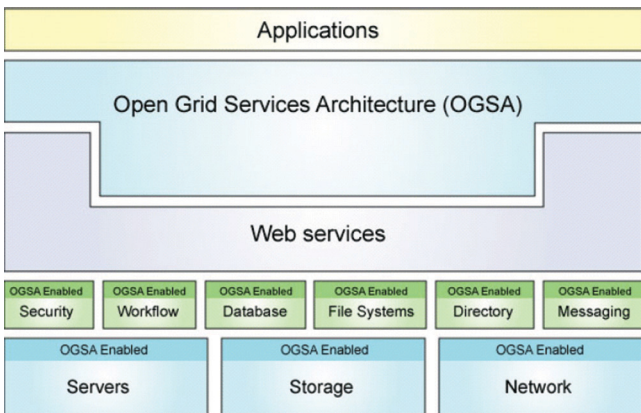 Applications
Open Grid Services Architecture (OGSA)
Web services
OGSA Enabled
Security
OGSA Enabled
Workflow
OGSA Enabled
Database
OGSA Enabled
File Systems
OGSA Enabled
Directory
OGSA Enabled
Messaging
OGSA Enabled
Servers
OGSA Enabled
Storage
OGSA Enabled
Network